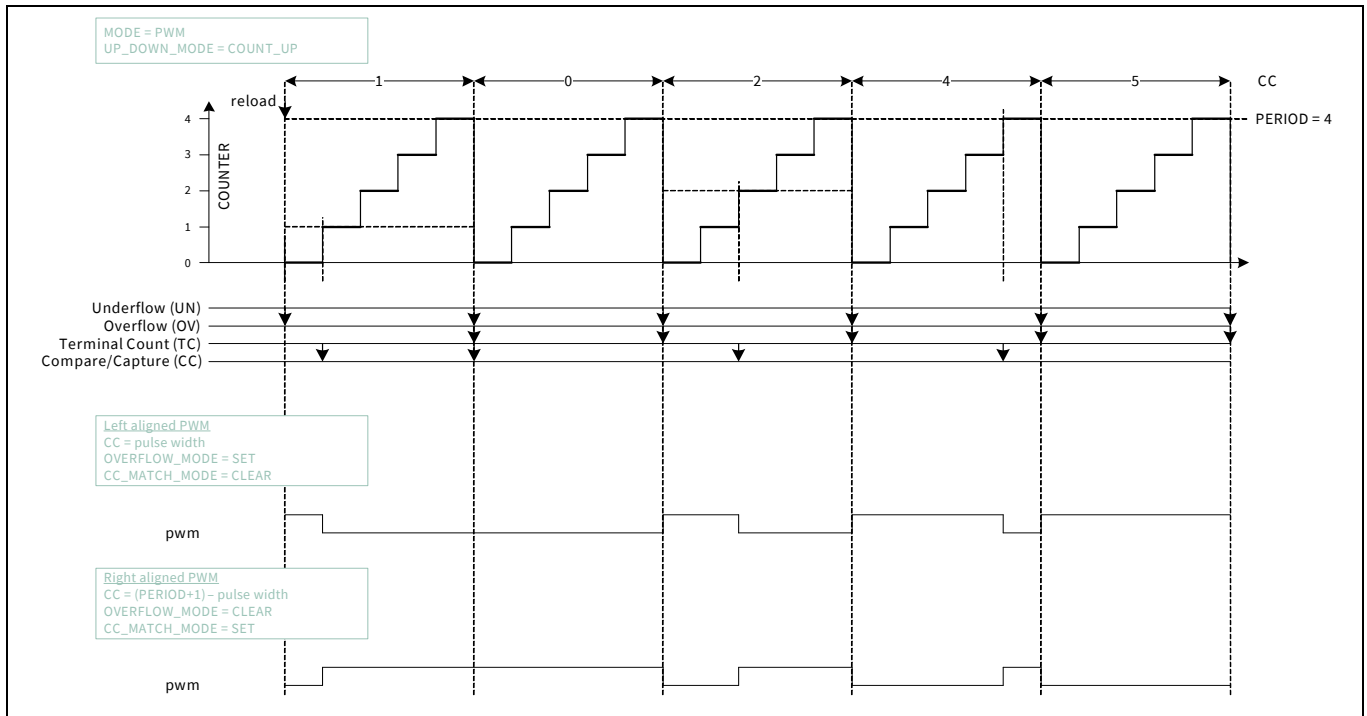 MODE = PWM
UP_DOWN_MODE = COUNT_UP
1 0 2 4 5 CC
reload
4 PERIOD = 4
3
COUNTER
2
1
0
Underflow (UN)
Overflow (OV)
Terminal Count (TC)
Compare/Capture (CC)
Left aligned PWM
CC = pulse width
OVERFLOW_MODE = SET
CC_MATCH_MODE = CLEAR
pwm
Right aligned PWM
CC = (PERIOD+1) – pulse width
OVERFLOW_MODE = CLEAR
CC_MATCH_MODE = SET
pwm